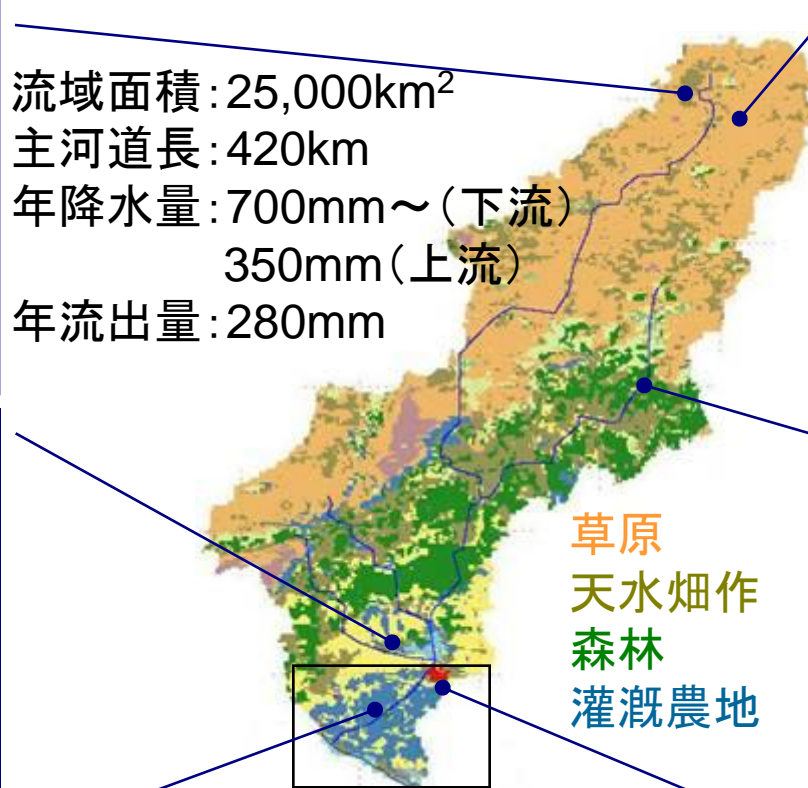 流域面積：25,000km²
主河道長：420km
年降水量：700mm～（下流）
350mm（上流）
年流出量：280mm
草原
天水畑作
森林
灌漑農地